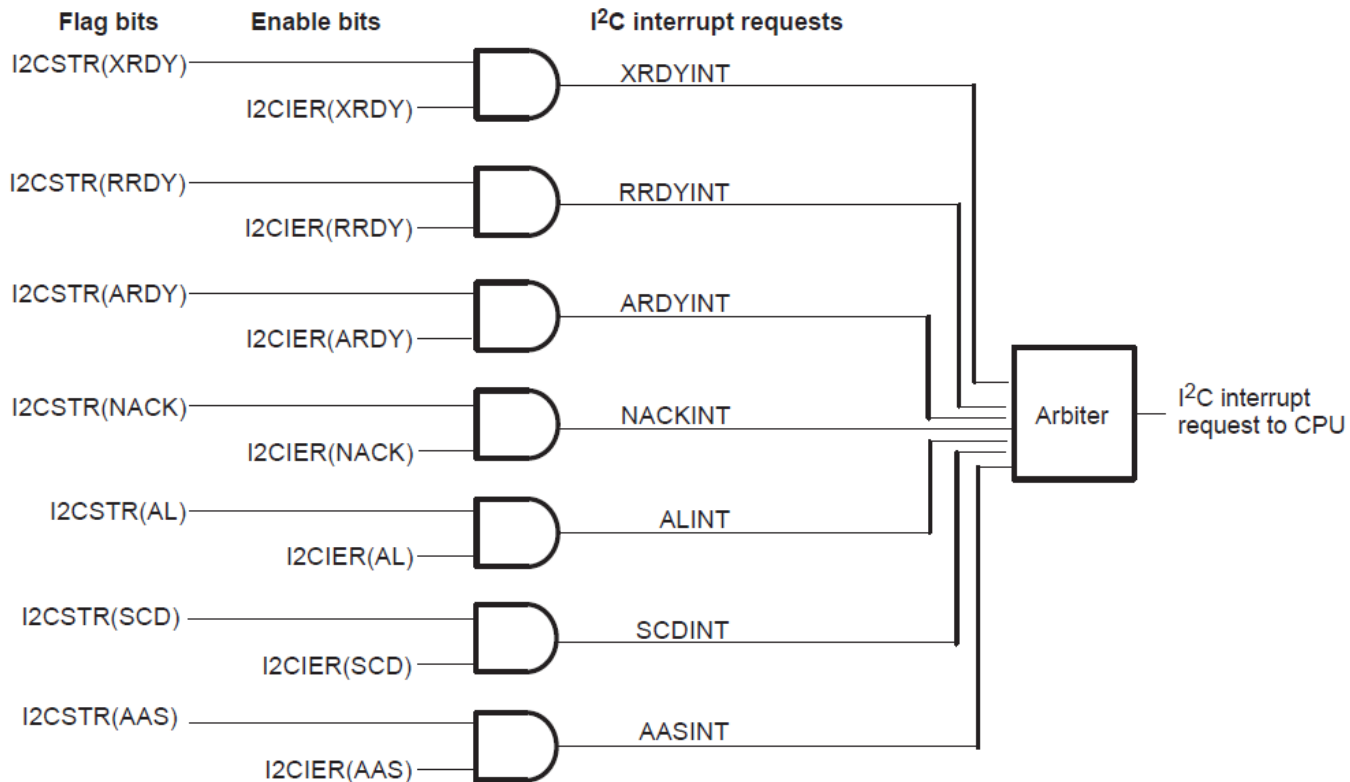 Flag bits
Enable bits
I2C interrupt requests
I2CSTR(XRDY)
XRDYINT
I2CIER(XRDY)
I2CSTR(RRDY)
RRDYINT
I2CIER(RRDY)
I2CSTR(ARDY)
ARDYINT
I2CIER(ARDY)
I2CSTR(NACK)
NACKINT
I2CIER(NACK)
Arbiter
I2C interrupt
request to CPU
I2CSTR(AL)
ALINT
I2CIER(AL)
I2CSTR(SCD)
SCDINT
I2CIER(SCD)
I2CSTR(AAS)
AASINT
I2CIER(AAS)